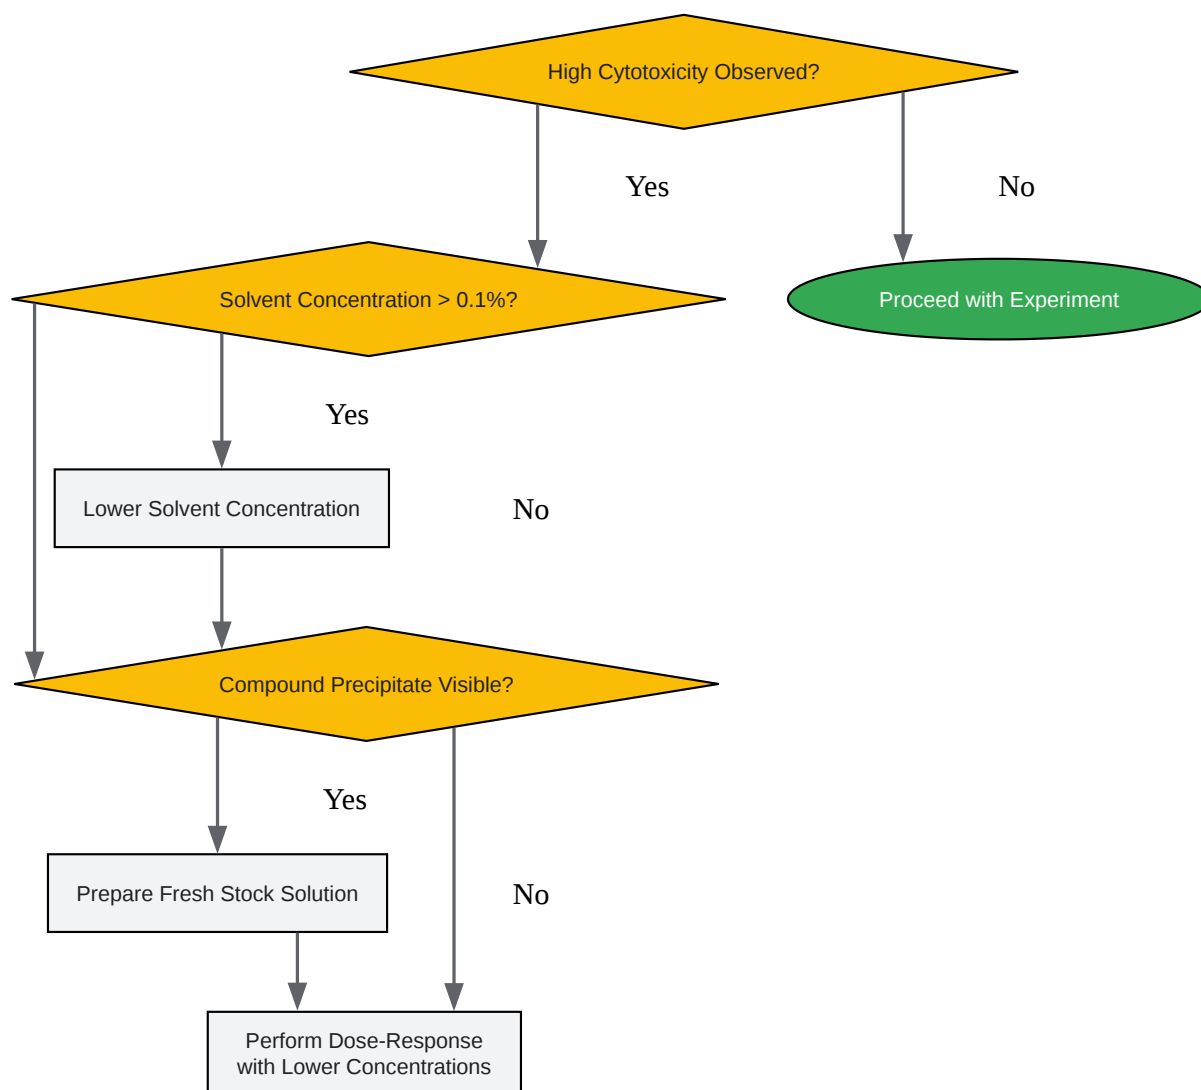 High Cytotoxicity Observed?
Yes
No
Solvent Concentration > 0.1%?
Proceed with Experiment
Yes
Lower Solvent Concentration
No
Compound Precipitate Visible?
Yes
Prepare Fresh Stock Solution
No
Perform Dose-Response
with Lower Concentrations